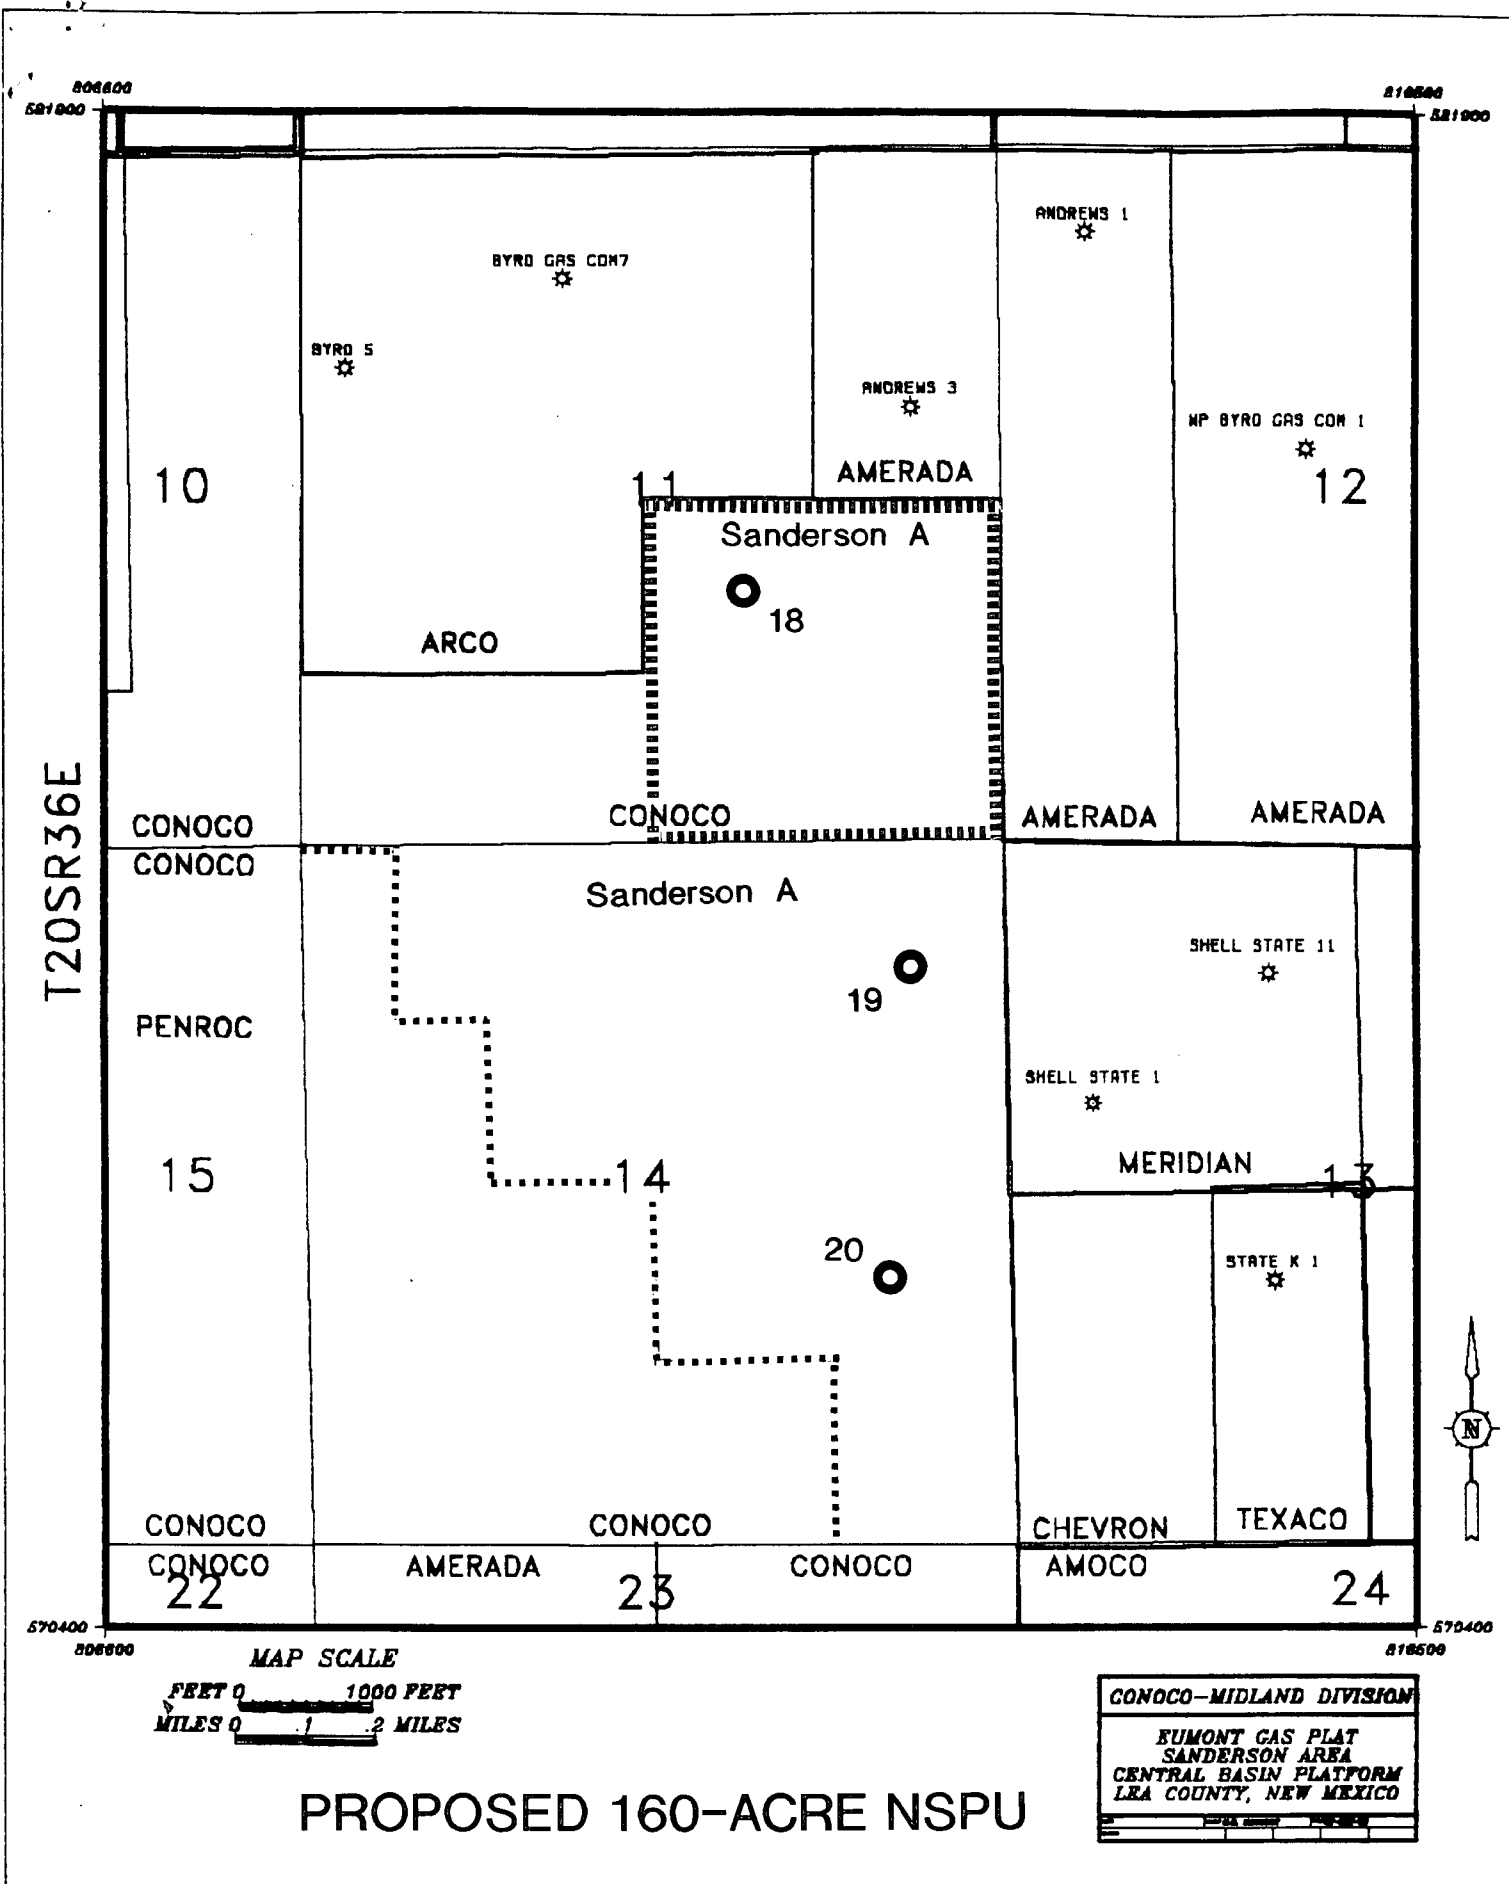 806600
816500
581900
581900
ANDREWS 1
BYRD GAS COM7
BYRD 5
ANDREWS 3
WP BYRD GAS COM 1
10
11
AMERADA
12
Sanderson A
18
ARCO
T20SR36E
CONOCO
CONOCO
AMERADA
AMERADA
CONOCO
Sanderson A
SHELL STATE 11
19
PENROC
SHELL STATE 1
15
14
MERIDIAN
13
20
STATE K 1
N
CONOCO
CONOCO
CHEVRON
TEXACO
CONOCO
AMERADA
CONOCO
AMOCO
22
23
24
570400
570400
806600
816500
MAP SCALE
FEET 0 1000 FEET
MILES 0 .1 .2 MILES
CONOCO-MIDLAND DIVISION
EUMONT GAS PLAT
SANDERSON AREA
CENTRAL BASIN PLATFORM
LEA COUNTY, NEW MEXICO
PROPOSED 160-ACRE NSPU